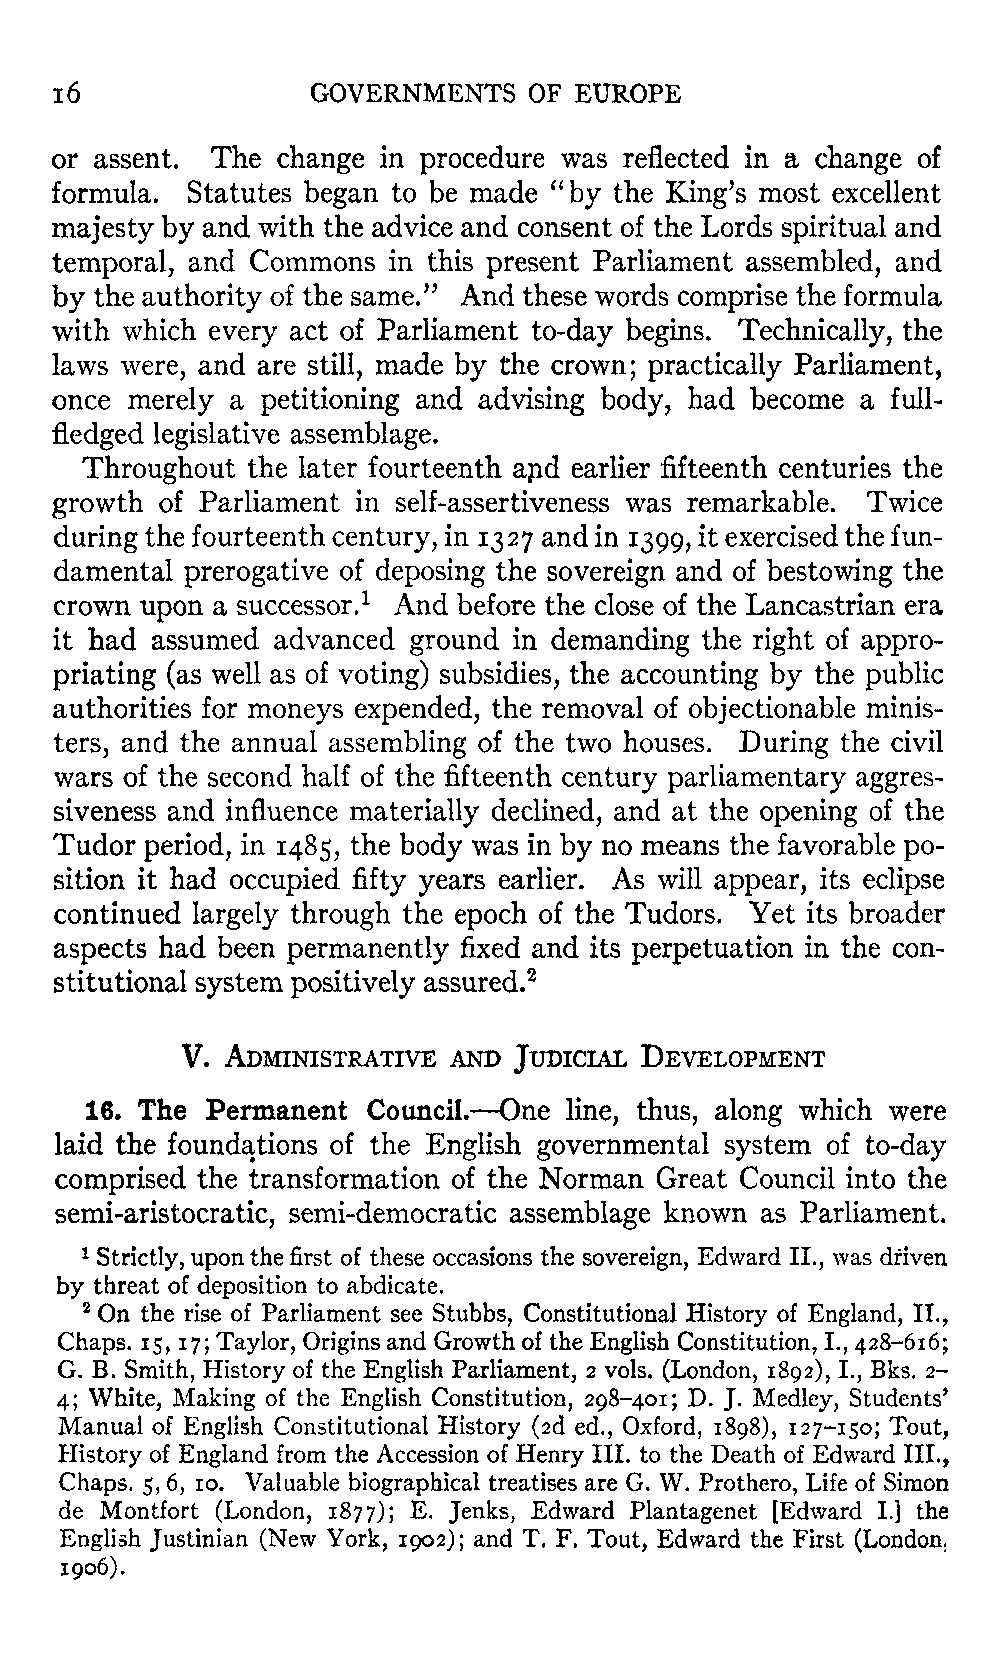 16 GOVERNMENTS OF EUROPE
or assent. The change in procedure was reflected in a change of
formula. Statutes began to be made “by the King's most excellent
majesty by and with the advice and consent of the Lords spiritual and
temporal, and Commons in this present Parliament assembled, and
by the authority of the same.” And these words comprise the formula
with which every act of Parliament to-day begins. Technically, the
laws were, and are still, made by the crown; practically Parliament,
once merely a petitioning and advising body, had become a full-
fledged legislative assemblage.
Throughout the later fourteenth and earlier fifteenth centuries the
growth of Parliament in self-assertiveness was remarkable. Twice
during the fourteenth century, in 1327 and in 1399, it exercised the fun-
damental prerogative of deposing the sovereign and of bestowing the
crown upon a successor.¹ And before the close of the Lancastrian era
it had assumed advanced ground in demanding the right of appro-
priating (as well as of voting) subsidies, the accounting by the public
authorities for moneys expended, the removal of objectionable minis-
ters, and the annual assembling of the two houses. During the civil
wars of the second half of the fifteenth century parliamentary aggres-
siveness and influence materially declined, and at the opening of the
Tudor period, in 1485, the body was in by no means the favorable po-
sition it had occupied fifty years earlier. As will appear, its eclipse
continued largely through the epoch of the Tudors. Yet its broader
aspects had been permanently fixed and its perpetuation in the con-
stitutional system positively assured.²
V. ADMINISTRATIVE AND JUDICIAL DEVELOPMENT
16. The Permanent Council.—One line, thus, along which were
laid the foundations of the English governmental system of to-day
comprised the transformation of the Norman Great Council into the
semi-aristocratic, semi-democratic assemblage known as Parliament.
¹ Strictly, upon the first of these occasions the sovereign, Edward II., was driven
by threat of deposition to abdicate.
² On the rise of Parliament see Stubbs, Constitutional History of England, II.,
Chaps. 15, 17; Taylor, Origins and Growth of the English Constitution, I., 428–616;
G. B. Smith, History of the English Parliament, 2 vols. (London, 1892), I., Bks. 2–
4; White, Making of the English Constitution, 298–401; D. J. Medley, Students'
Manual of English Constitutional History (2d ed., Oxford, 1898), 127–150; Tout,
History of England from the Accession of Henry III. to the Death of Edward III.,
Chaps. 5, 6, 10. Valuable biographical treatises are G. W. Prothero, Life of Simon
de Montfort (London, 1877); E. Jenks, Edward Plantagenet [Edward I.] the
English Justinian (New York, 1902); and T. F. Tout, Edward the First (London,
1906).